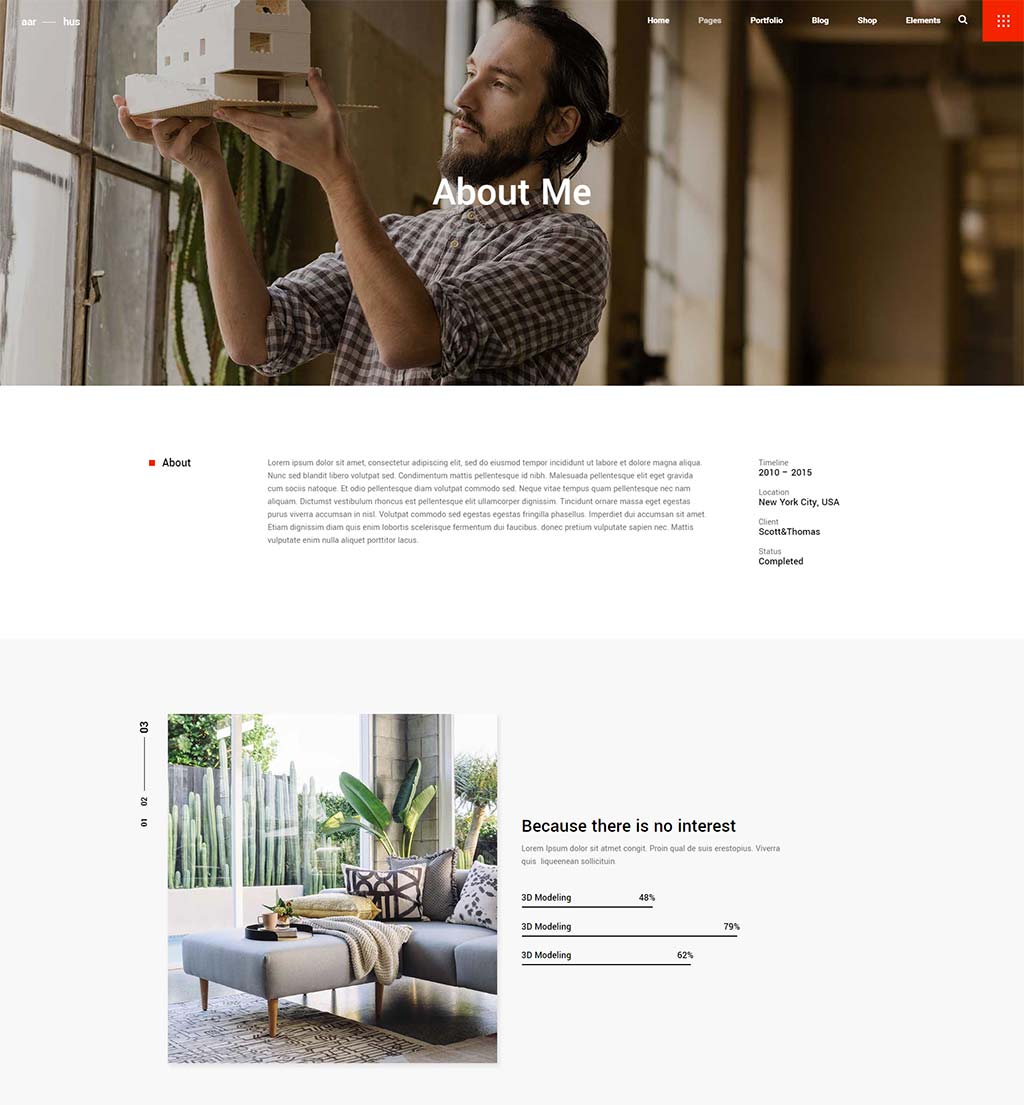 aar — hus
Home Pages Portfolio Blog Shop Elements
About Me
About
Lorem ipsum dolor sit amet, consectetur adipiscing elit, sed do eiusmod tempor incididunt ut labore et dolore magna aliqua.
Nunc sed blandit libero volutpat sed. Condimentum mattis pellentesque id nibh. Malesuada pellentesque elit eget gravida
cum sociis natoque. Et odio pellentesque diam volutpat commodo sed. Neque vitae tempus quam pellentesque nec nam
aliquam. Dictumst vestibulum rhoncus est pellentesque elit ullamcorper dignissim. Tincidunt ornare massa eget egestas
purus viverra accumsan in nisl. Volutpat commodo sed egestas egestas fringilla phasellus. Imperdiet dui accumsan sit amet.
Etiam dignissim diam quis enim lobortis scelerisque fermentum dui faucibus. donec pretium vulputate sapien nec. Mattis
vulputate enim nulla aliquet porttitor lacus.
Timeline
2010 – 2015
Location
New York City, USA
Client
Scott&Thomas
Status
Completed
03
02
01
Because there is no interest
Lorem Ipsum dolor sit atmet congit. Proin qual de suis erestopius. Viverra
quis liqueenean sollicituin.
3D Modeling 48%
3D Modeling 79%
3D Modeling 62%